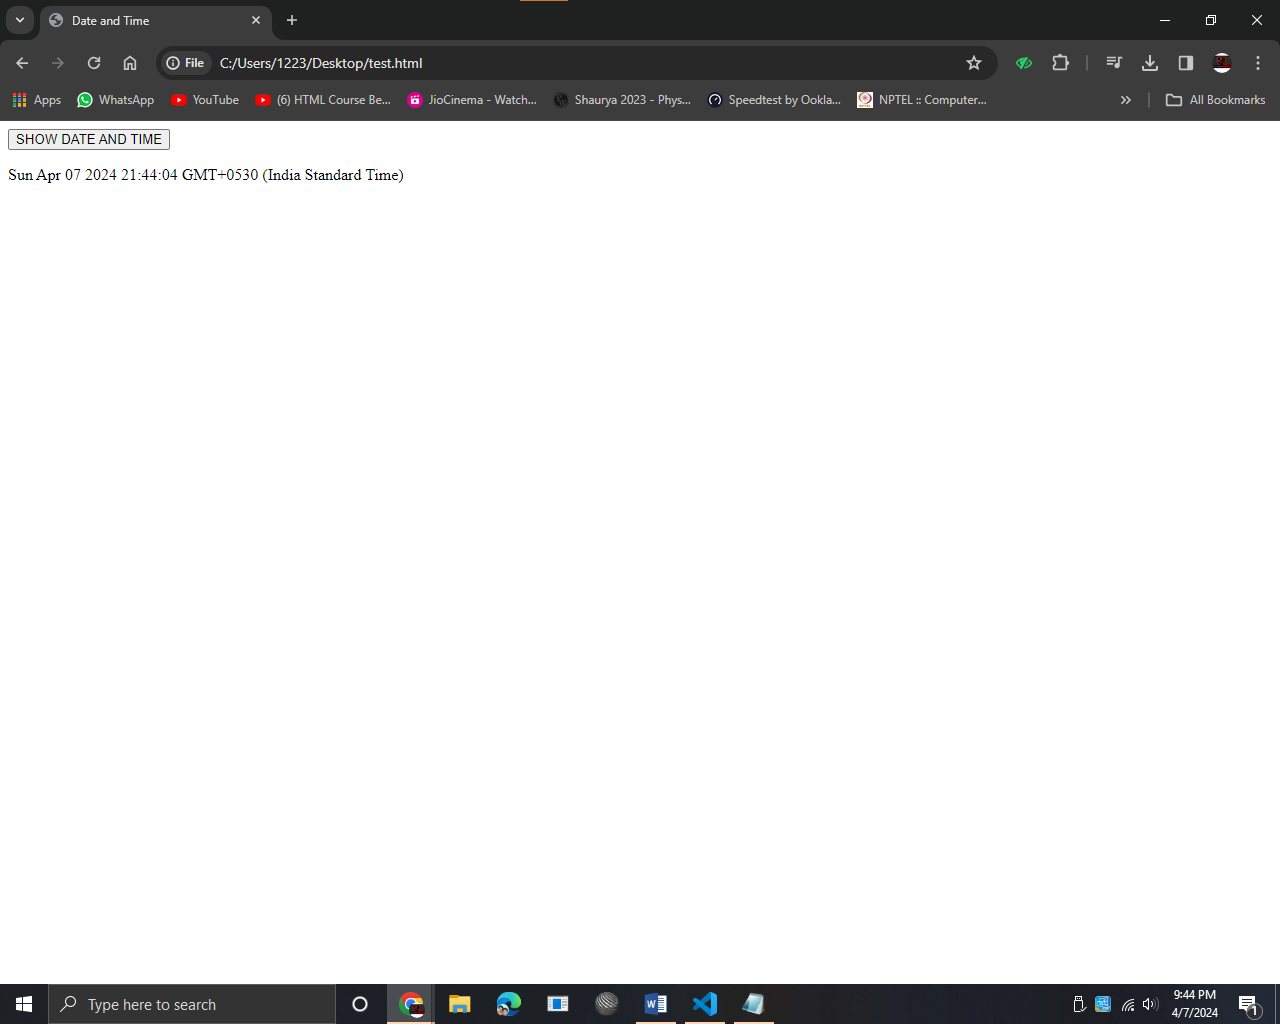 Date and Time
File C:/Users/1223/Desktop/test.html
Apps WhatsApp YouTube (6) HTML Course Be... JioCinema - Watch... Shaurya 2023 - Phys... Speedtest by Ookla... NPTEL :: Computer... All Bookmarks
SHOW DATE AND TIME
Sun Apr 07 2024 21:44:04 GMT+0530 (India Standard Time)
Type here to search
9:44 PM
4/7/2024
1